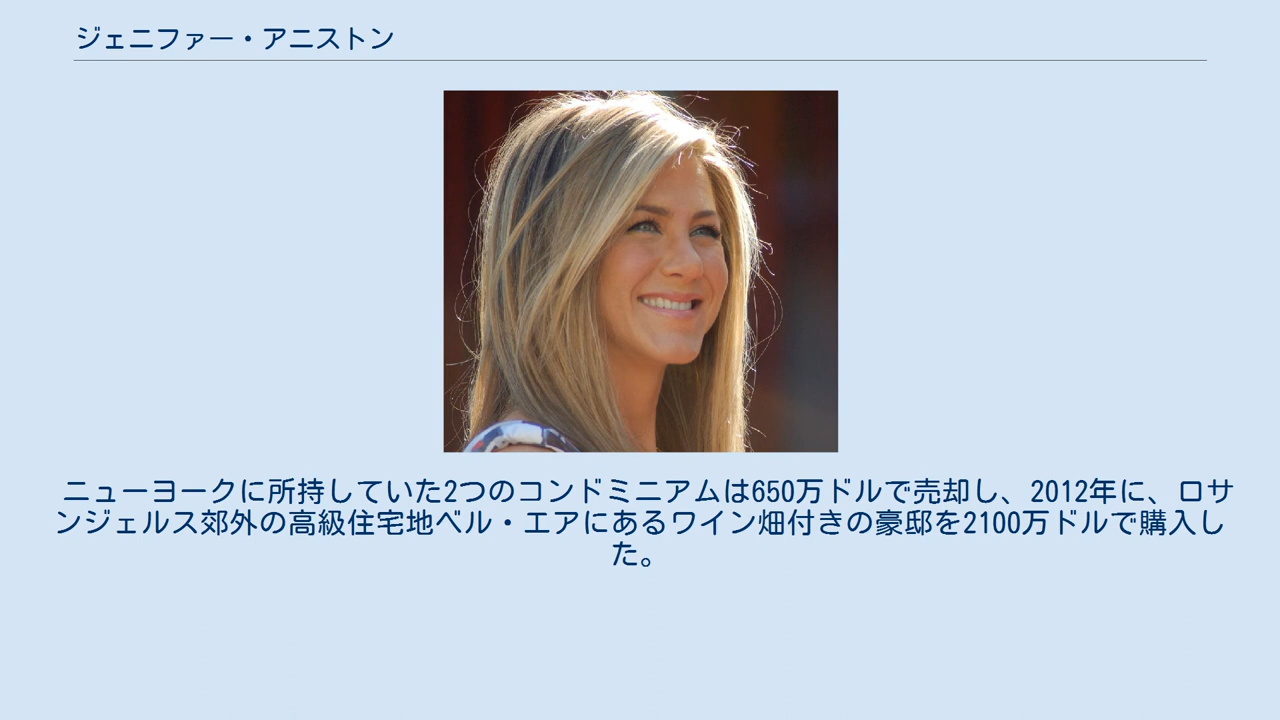 ジェニファー・アニストン
ニューヨークに所持していた2つのコンドミニアムは650万ドルで売却し、2012年に、ロサ
ンジェルス郊外の高級住宅地ベル・エアにあるワイン畑付きの豪邸を2100万ドルで購入し
た。